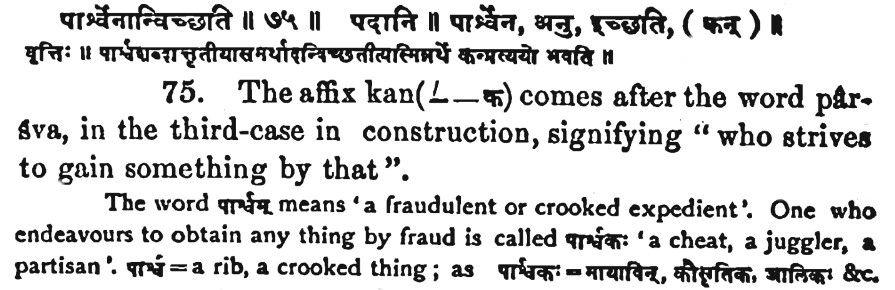 पार्श्वेनान्विच्छति ॥ ७५ ॥ पदानि ॥ पार्श्वेन, अनु, इच्छति, ( कन् ) ॥
वृत्तिः ॥ पार्श्वशब्दात्तृतीयासमर्थादन्विच्छतीत्यस्मिन्नर्थे कन्प्रत्ययो भवति ॥
75. The affix kan(∠—क) comes after the word pâr-
śva, in the third-case in construction, signifying “ who strives
to gain something by that ”.
The word पार्श्वम् means ‘ a fraudulent or crooked expedient ’. One who
endeavours to obtain any thing by fraud is called पार्श्वकः ‘ a cheat, a juggler, a
partisan ’. पार्श्वं = a rib, a crooked thing ; as पार्श्वकः = मायाविन्, कौसृतिक, जालिकः &c.